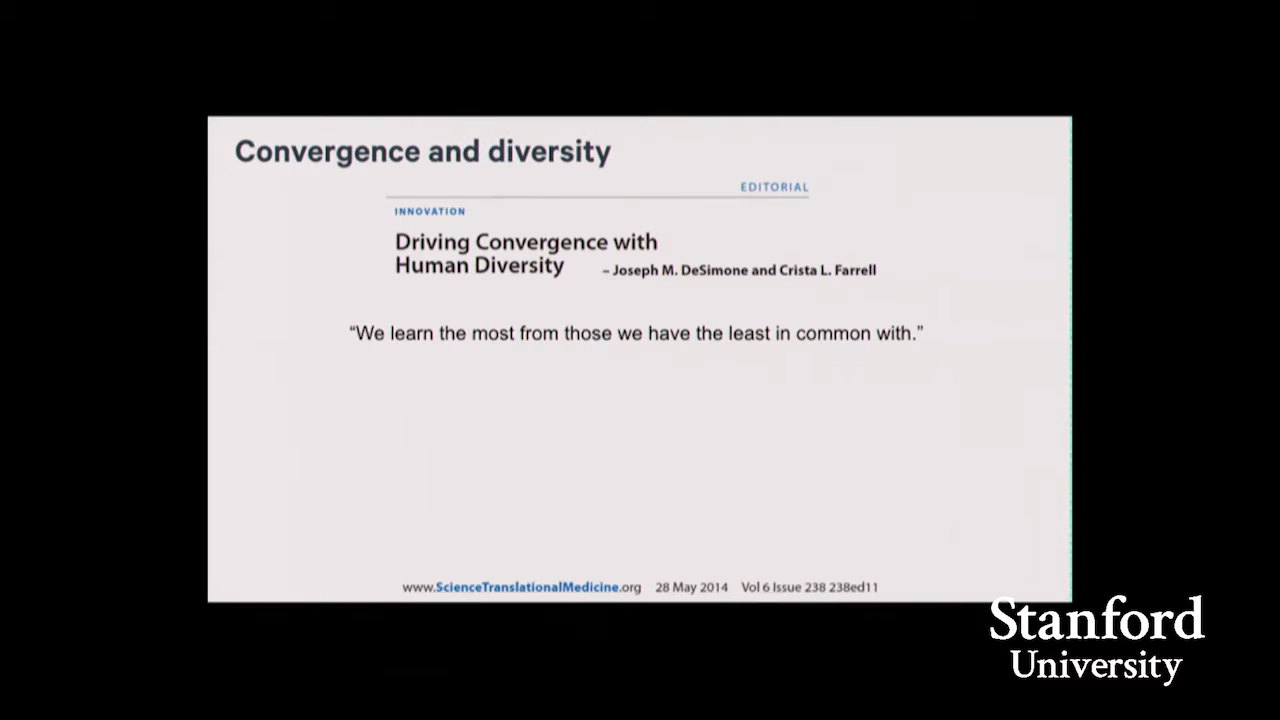 Convergence and diversity
EDITORIAL
INNOVATION
Driving Convergence with
Human Diversity – Joseph M. DeSimone and Crista L. Farrell
“We learn the most from those we have the least in common with.”
www.ScienceTranslationalMedicine.org 28 May 2014 Vol 6 Issue 238 238ed11
Stanford
University